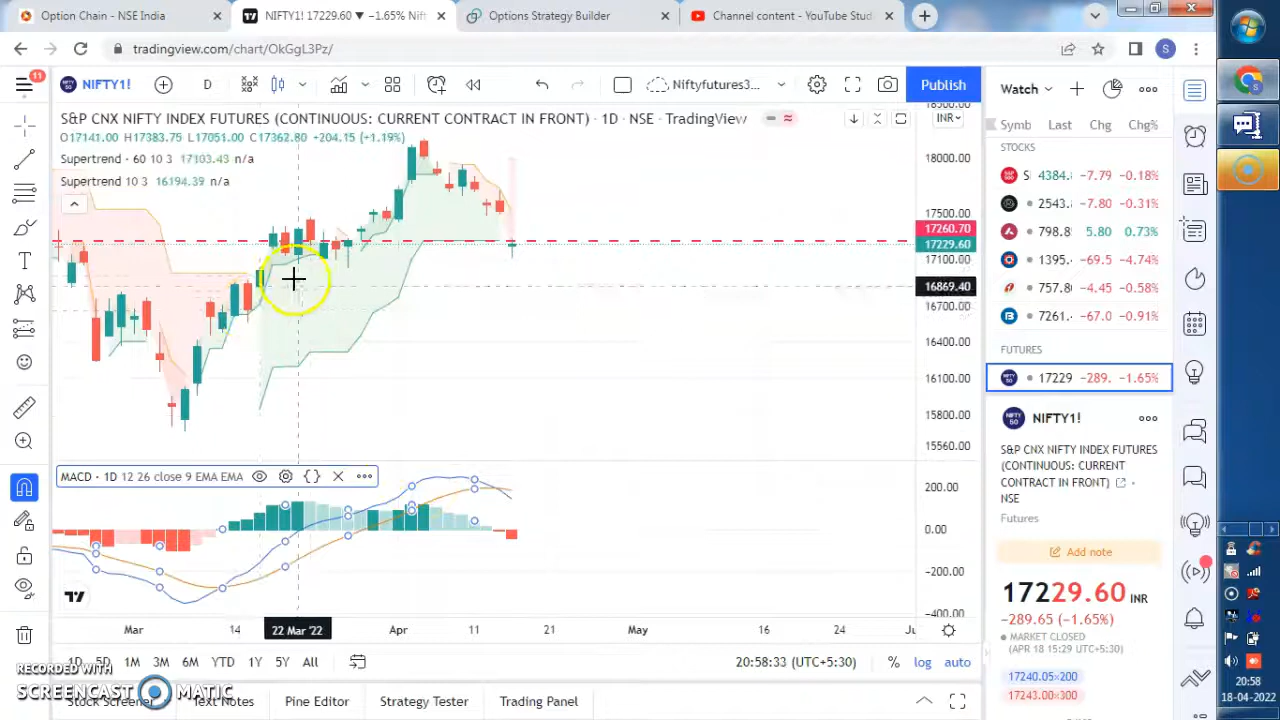 Option Chain - NSE India
NIFTY1! 17229.60 ▼ −1.65% Nift
Options Strategy Builder
Channel content - YouTube Stud
tradingview.com/chart/OkGgL3Pz/
S
11
NIFTY1!
D
Niftyfutures3...
Publish
Watch
S&P CNX NIFTY INDEX FUTURES (CONTINUOUS: CURRENT CONTRACT IN FRONT) · 1D · NSE · TradingView
O17141.00 H17383.75 L17051.00 C17362.80 +204.15 (+1.19%)
Supertrend · 60 10 3 17103.43 n/a
Supertrend 10 3 16194.39 n/a
INR
18000.00
17500.00
17260.70
17229.60
17100.00
16869.40
16700.00
16400.00
16100.00
15800.00
15560.00
MACD · 1D 12 26 close 9 EMA EMA
200.00
0.00
−200.00
−400.00
Mar
14
22 Mar '22
Apr
11
21
May
16
24
1M 3M 6M YTD 1Y 5Y All
20:58:33 (UTC+5:30)
% log auto
Stock Screener
Text Notes
Pine Editor
Strategy Tester
Trading Panel
RECORDED WITH
SCREENCAST MATIC
Symb Last Chg Chg%
STOCKS
S 4384.8 −7.79 −0.18%
2543. −7.80 −0.31%
798.8 5.80 0.73%
1395. −69.5 −4.74%
757.8 −4.45 −0.58%
7261. −67.0 −0.91%
FUTURES
17229 −289. −1.65%
NIFTY1!
S&P CNX NIFTY INDEX FUTURES
(CONTINUOUS: CURRENT
CONTRACT IN FRONT)
NSE
Futures
Add note
17229.60 INR
−289.65 (−1.65%)
MARKET CLOSED
(APR 18 15:29 UTC+5:30)
17240.05×200
17243.00×300
20:58
18-04-2022